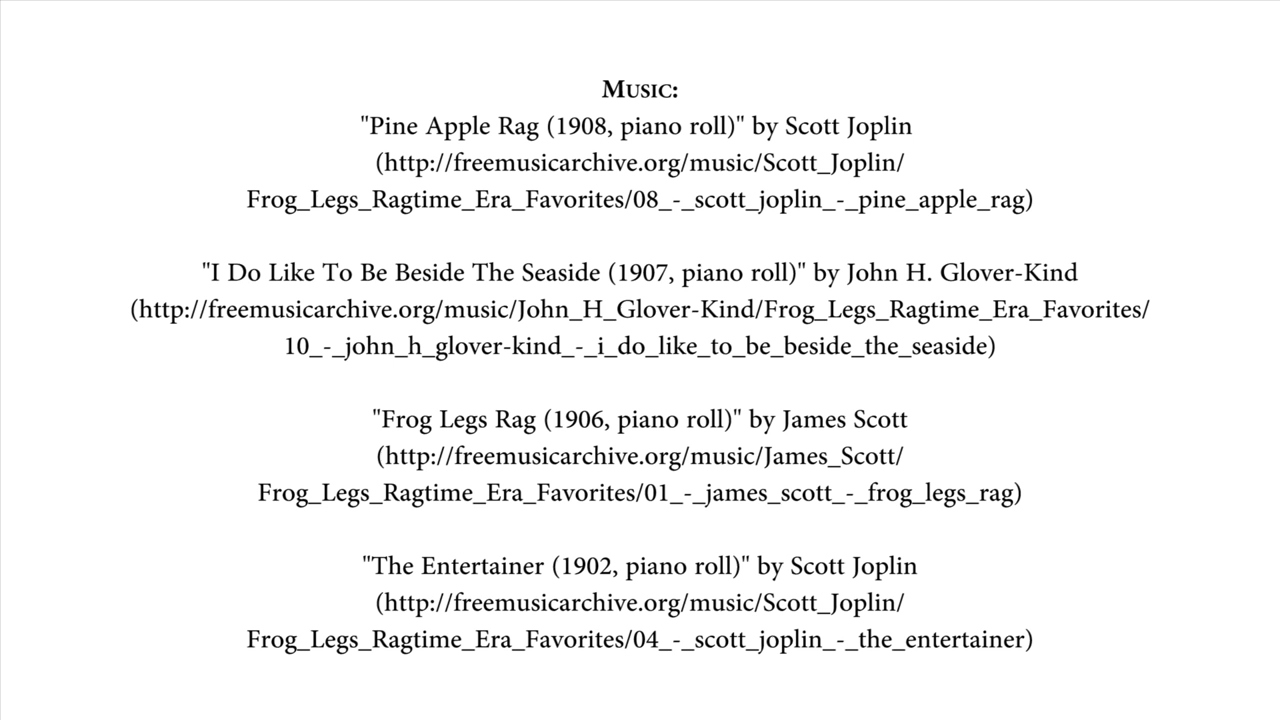 MUSIC:
"Pine Apple Rag (1908, piano roll)" by Scott Joplin
(http://freemusicarchive.org/music/Scott_Joplin/
Frog_Legs_Ragtime_Era_Favorites/08_-_scott_joplin_-_pine_apple_rag)
"I Do Like To Be Beside The Seaside (1907, piano roll)" by John H. Glover-Kind
(http://freemusicarchive.org/music/John_H_Glover-Kind/Frog_Legs_Ragtime_Era_Favorites/
10_-_john_h_glover-kind_-_i_do_like_to_be_beside_the_seaside)
"Frog Legs Rag (1906, piano roll)" by James Scott
(http://freemusicarchive.org/music/James_Scott/
Frog_Legs_Ragtime_Era_Favorites/01_-_james_scott_-_frog_legs_rag)
"The Entertainer (1902, piano roll)" by Scott Joplin
(http://freemusicarchive.org/music/Scott_Joplin/
Frog_Legs_Ragtime_Era_Favorites/04_-_scott_joplin_-_the_entertainer)